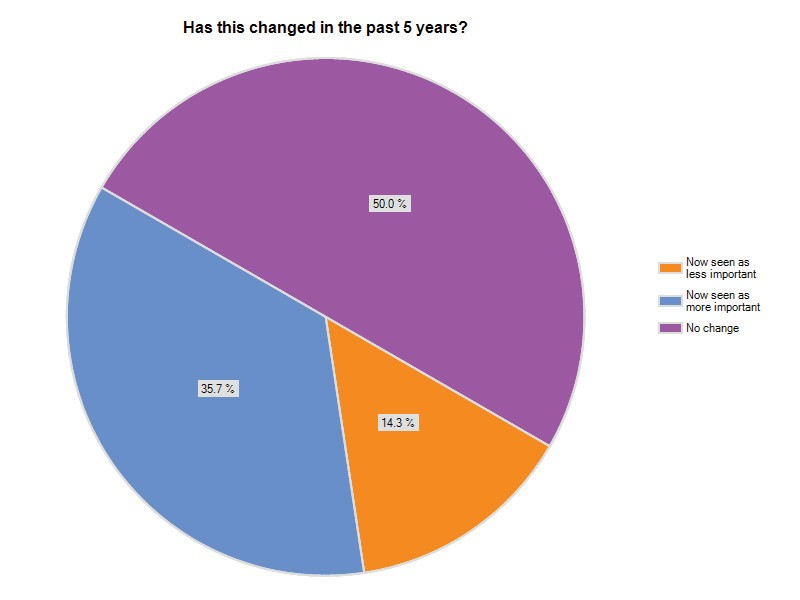 Has this changed in the past 5 years?
50.0 %
35.7 %
14.3 %
Now seen as
less important
Now seen as
more important
No change